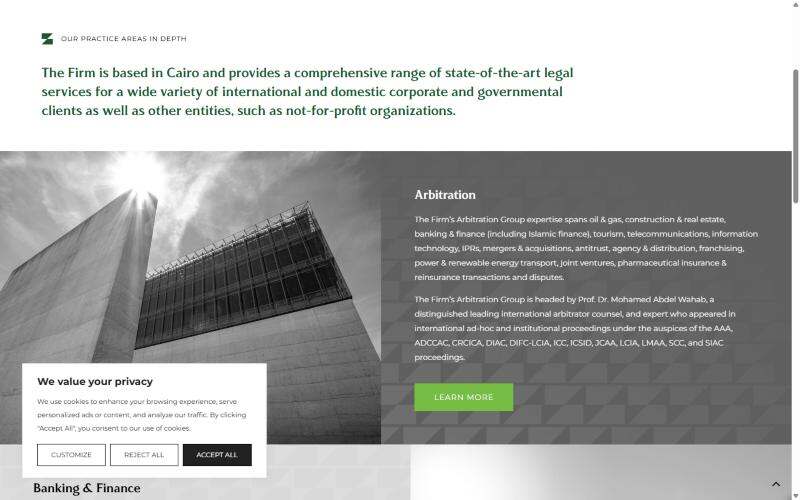 OUR PRACTICE AREAS IN DEPTH
The Firm is based in Cairo and provides a comprehensive range of state-of-the-art legal
services for a wide variety of international and domestic corporate and governmental
clients as well as other entities, such as not-for-profit organizations.
Arbitration
The Firm's Arbitration Group expertise spans oil & gas, construction & real estate,
banking & finance (including Islamic finance), tourism, telecommunications, information
technology, IPRs, mergers & acquisitions, antitrust, agency & distribution, franchising,
power & renewable energy transport, joint ventures, pharmaceutical insurance &
reinsurance transactions and disputes.
The Firm's Arbitration Group is headed by Prof. Dr. Mohamed Abdel Wahab, a
distinguished leading international arbitrator counsel, and expert who appeared in
international ad-hoc and institutional proceedings under the auspices of the AAA,
ADCCAC, CRCICA, DIAC, DIFC-LCIA, ICC, ICSID, JCAA, LCIA, LMAA, SCC, and SIAC
proceedings.
LEARN MORE
We value your privacy
We use cookies to enhance your browsing experience, serve
personalized ads or content, and analyze our traffic. By clicking
"Accept All", you consent to our use of cookies.
CUSTOMIZE
REJECT ALL
ACCEPT ALL
Banking & Finance